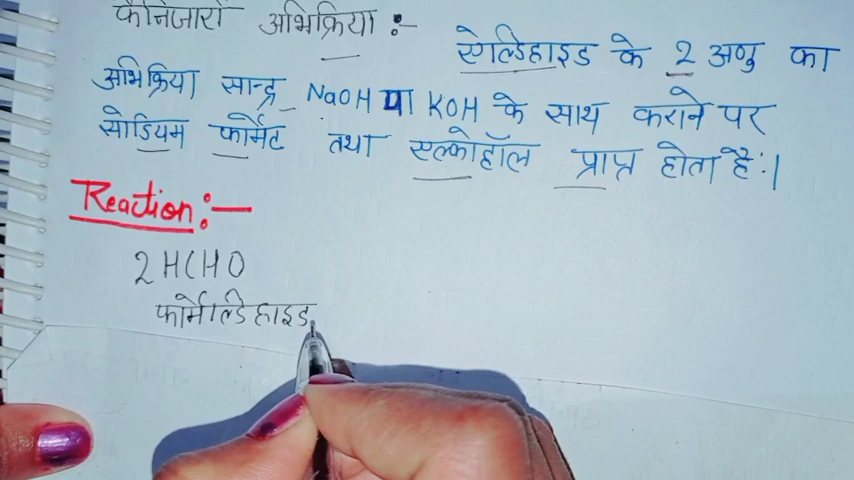 कैनिजारो अभिक्रिया :-
ऐल्डिहाइड के 2 अणु का
अभिक्रिया सान्द्र NaOH या KOH के साथ कराने पर
सोडियम फॉर्मेट तथा एल्कोहॉल प्राप्त होता है।
Reaction :-
2HCHO
फार्मेल्डिहाइड